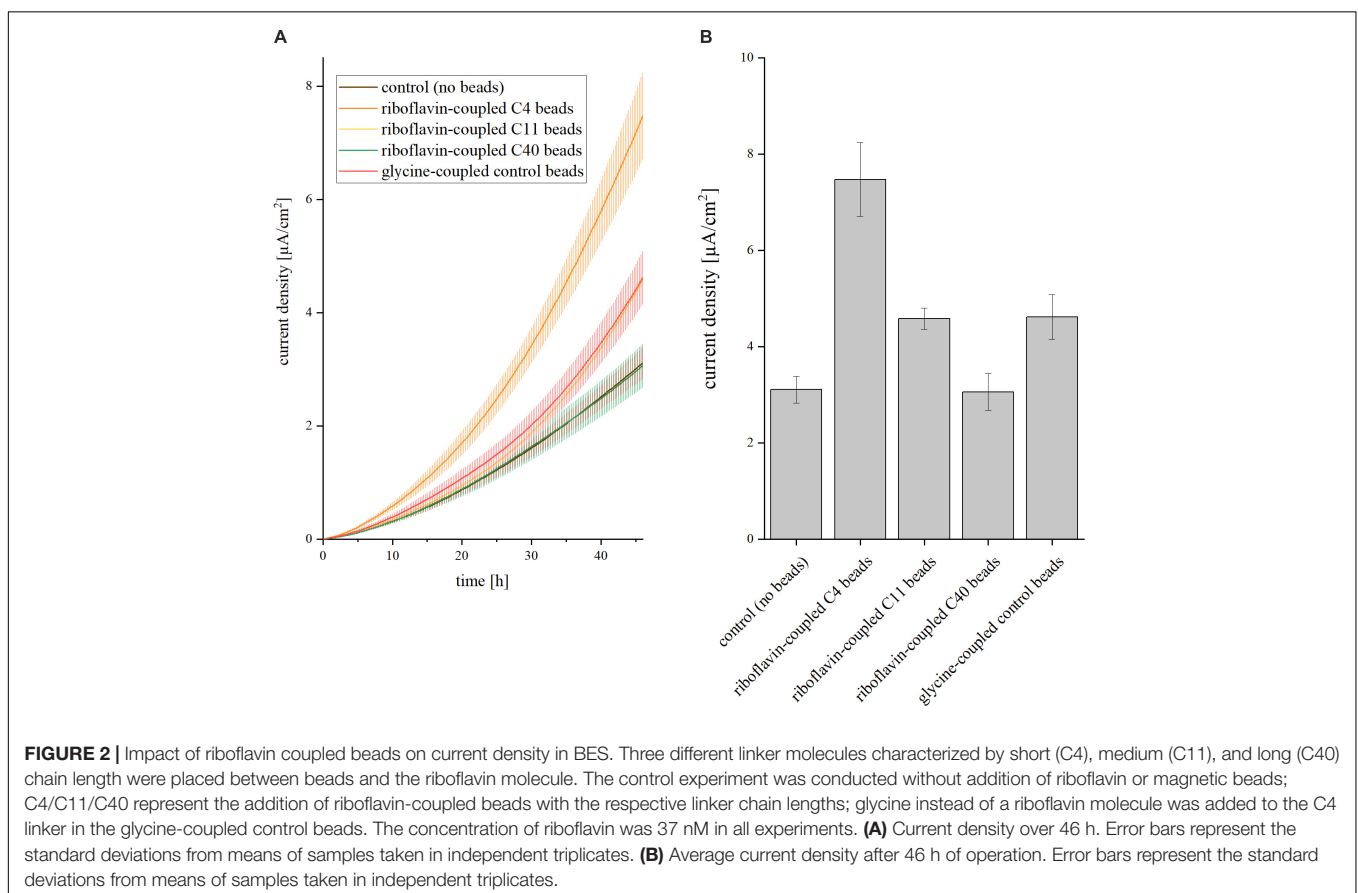 A
8
6
4
2
0
current density [µA/cm²]
control (no beads)
riboflavin-coupled C4 beads
riboflavin-coupled C11 beads
riboflavin-coupled C40 beads
glycine-coupled control beads
0 10 20 30 40
time [h]
B
10
8
6
4
2
0
current density [µA/cm²]
control (no beads)
riboflavin-coupled C4 beads
riboflavin-coupled C11 beads
riboflavin-coupled C40 beads
glycine-coupled control beads
FIGURE 2 | Impact of riboflavin coupled beads on current density in BES. Three different linker molecules characterized by short (C4), medium (C11), and long (C40)
chain length were placed between beads and the riboflavin molecule. The control experiment was conducted without addition of riboflavin or magnetic beads;
C4/C11/C40 represent the addition of riboflavin-coupled beads with the respective linker chain lengths; glycine instead of a riboflavin molecule was added to the C4
linker in the glycine-coupled control beads. The concentration of riboflavin was 37 nM in all experiments. (A) Current density over 46 h. Error bars represent the
standard deviations from means of samples taken in independent triplicates. (B) Average current density after 46 h of operation. Error bars represent the standard
deviations from means of samples taken in independent triplicates.